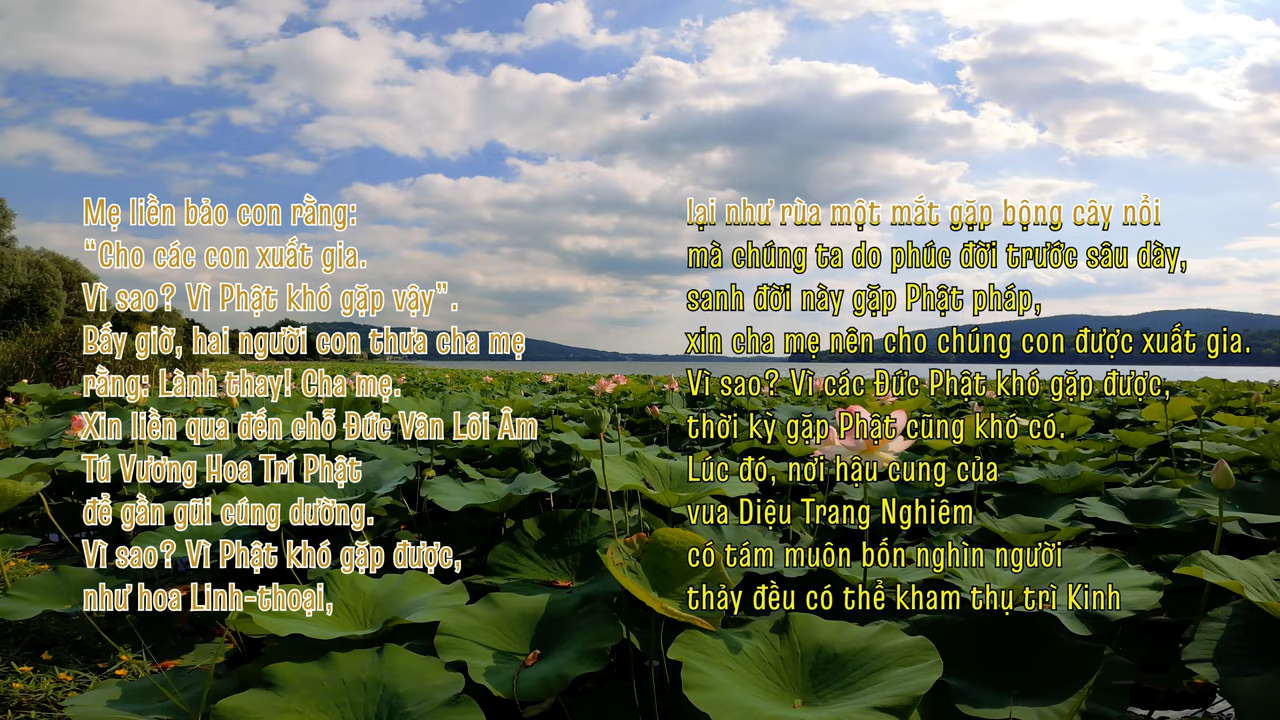 Mẹ liền bảo con rằng:
“Cho các con xuất gia.
Vì sao? Vì Phật khó gặp vậy”.
Bấy giờ, hai người con thưa cha mẹ
rằng: Lành thay! Cha mẹ.
Xin liền qua đến chỗ Đức Vân Lôi Âm
Tú Vương Hoa Trí Phật
để gần gũi cúng dường.
Vì sao? Vì Phật khó gặp được,
như hoa Linh-thoại,
lại như rùa một mắt gặp bộng cây nổi
mà chúng ta do phúc đời trước sâu dày,
sanh đời này gặp Phật pháp,
xin cha mẹ nên cho chúng con được xuất gia.
Vì sao? Vì các Đức Phật khó gặp được,
thời kỳ gặp Phật cũng khó có.
Lúc đó, nơi hậu cung của
vua Diệu Trang Nghiêm
có tám muôn bốn nghìn người
thảy đều có thể kham thụ trì Kinh